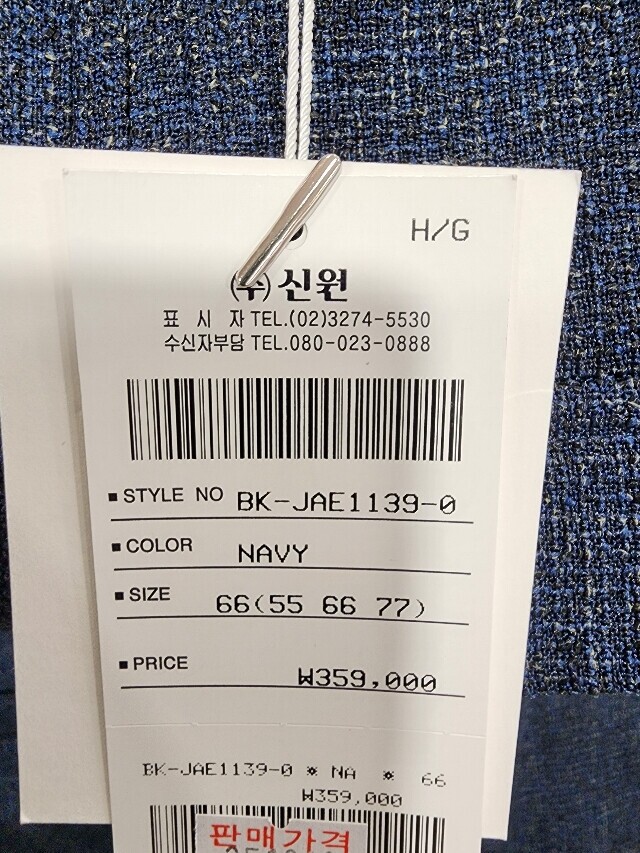 H/G
(주) 신원
표 시 자 TEL.(02)3274-5530
수신자부담 TEL.080-023-0888
■ STYLE NO BK-JAE1139-0
■ COLOR NAVY
■ SIZE 66(55 66 77)
■ PRICE ₩359,000
BK-JAE1139-0 * NA * 66
₩359,000
판매가격